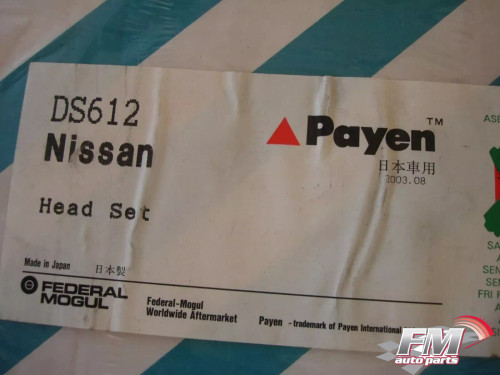 DS612
Nissan
Head Set
Payen™
日本車用
2003.08
Made in Japan 日本製
FEDERAL
MOGUL
Federal-Mogul
Worldwide Aftermarket
Payen - trademark of Payen International
FM
auto parts